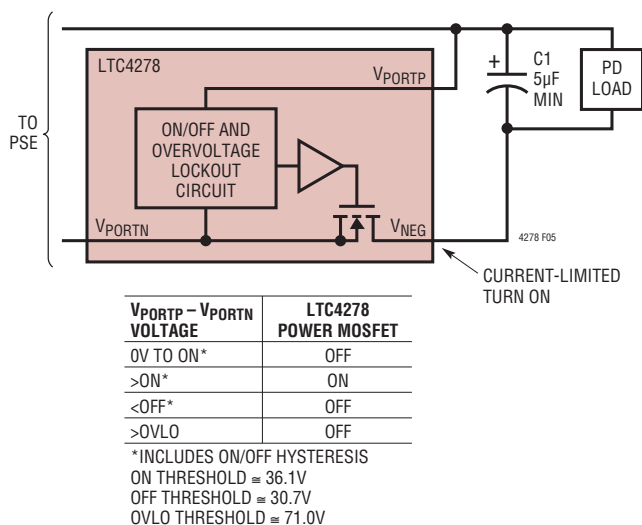 LTC4278
V_PORTP
C1
5µF
MIN
+
PD
LOAD
TO
PSE
ON/OFF AND
OVERVOLTAGE
LOCKOUT
CIRCUIT
V_PORTN
V_NEG
4278 F05
CURRENT-LIMITED
TURN ON
V_PORTP – V_PORTN
VOLTAGE
LTC4278
POWER MOSFET
0V TO ON* OFF
>ON* ON
<OFF* OFF
>OVLO OFF
*INCLUDES ON/OFF HYSTERESIS
ON THRESHOLD ≅ 36.1V
OFF THRESHOLD ≅ 30.7V
OVLO THRESHOLD ≅ 71.0V